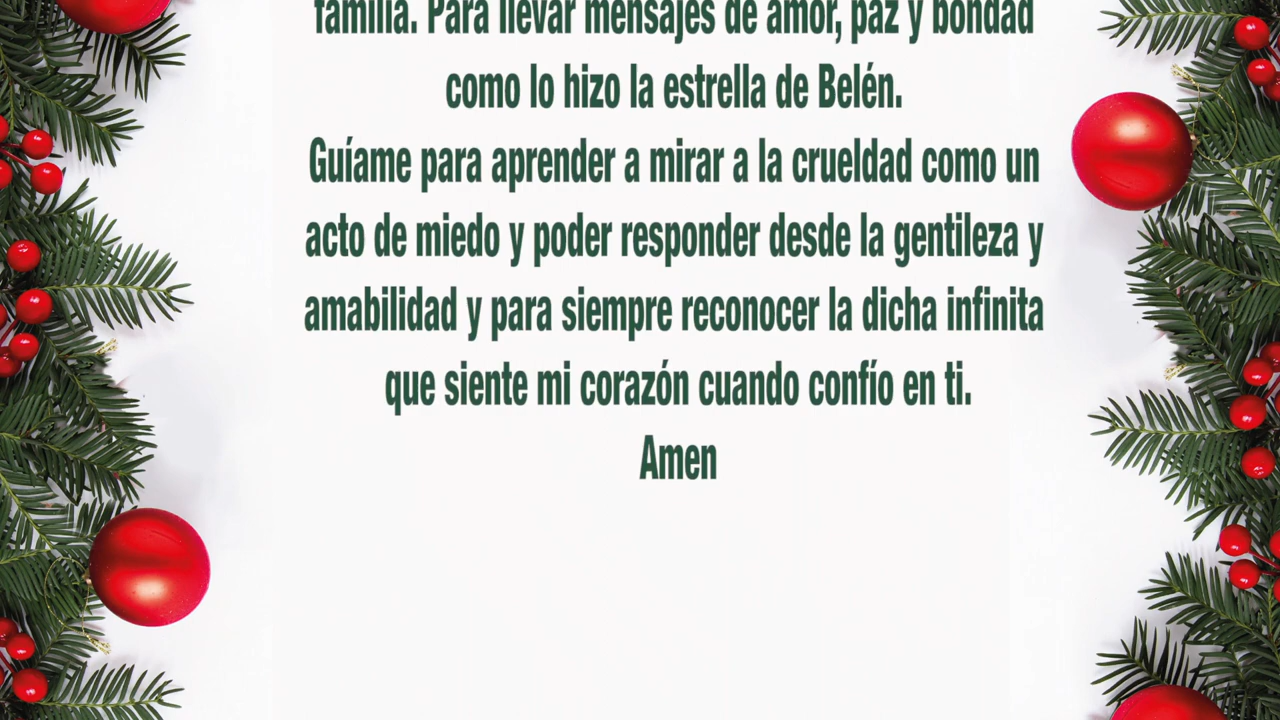 familia. Para llevar mensajes de amor, paz y bondad
como lo hizo la estrella de Belén.
Guíame para aprender a mirar a la crueldad como un
acto de miedo y poder responder desde la gentileza y
amabilidad y para siempre reconocer la dicha infinita
que siente mi corazón cuando confío en ti.
Amen